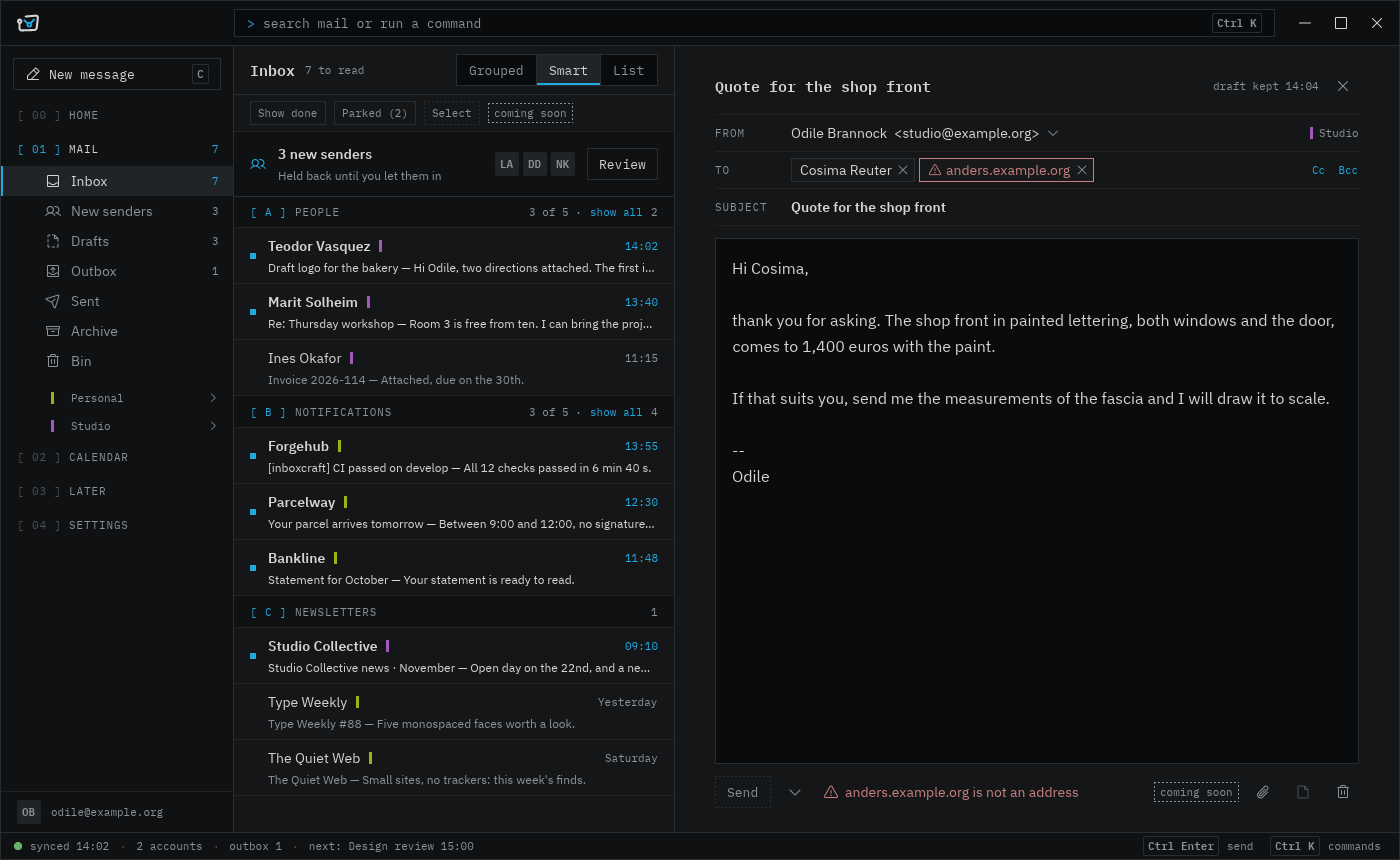 > search mail or run a command Ctrl K
New message C
[ 00 ] HOME
[ 01 ] MAIL 7
Inbox 7
New senders 3
Drafts 3
Outbox 1
Sent
Archive
Bin
Personal
Studio
[ 02 ] CALENDAR
[ 03 ] LATER
[ 04 ] SETTINGS
OB odile@example.org
Inbox 7 to read Grouped Smart List
Show done Parked (2) Select coming soon
3 new senders
Held back until you let them in
LA DD NK Review
[ A ] PEOPLE 3 of 5 · show all 2
Teodor Vasquez 14:02
Draft logo for the bakery — Hi Odile, two directions attached. The first i…
Marit Solheim 13:40
Re: Thursday workshop — Room 3 is free from ten. I can bring the proj…
Ines Okafor 11:15
Invoice 2026-114 — Attached, due on the 30th.
[ B ] NOTIFICATIONS 3 of 5 · show all 4
Forgehub 13:55
[inboxcraft] CI passed on develop — All 12 checks passed in 6 min 40 s.
Parcelway 12:30
Your parcel arrives tomorrow — Between 9:00 and 12:00, no signature…
Bankline 11:48
Statement for October — Your statement is ready to read.
[ C ] NEWSLETTERS 1
Studio Collective 09:10
Studio Collective news · November — Open day on the 22nd, and a ne…
Type Weekly Yesterday
Type Weekly #88 — Five monospaced faces worth a look.
The Quiet Web Saturday
The Quiet Web — Small sites, no trackers: this week's finds.
Quote for the shop front draft kept 14:04
FROM Odile Brannock <studio@example.org> Studio
TO Cosima Reuter anders.example.org Cc Bcc
SUBJECT Quote for the shop front
Hi Cosima,
thank you for asking. The shop front in painted lettering, both windows and the door,
comes to 1,400 euros with the paint.
If that suits you, send me the measurements of the fascia and I will draw it to scale.
--
Odile
Send anders.example.org is not an address coming soon
synced 14:02 · 2 accounts · outbox 1 · next: Design review 15:00 Ctrl Enter send Ctrl K commands